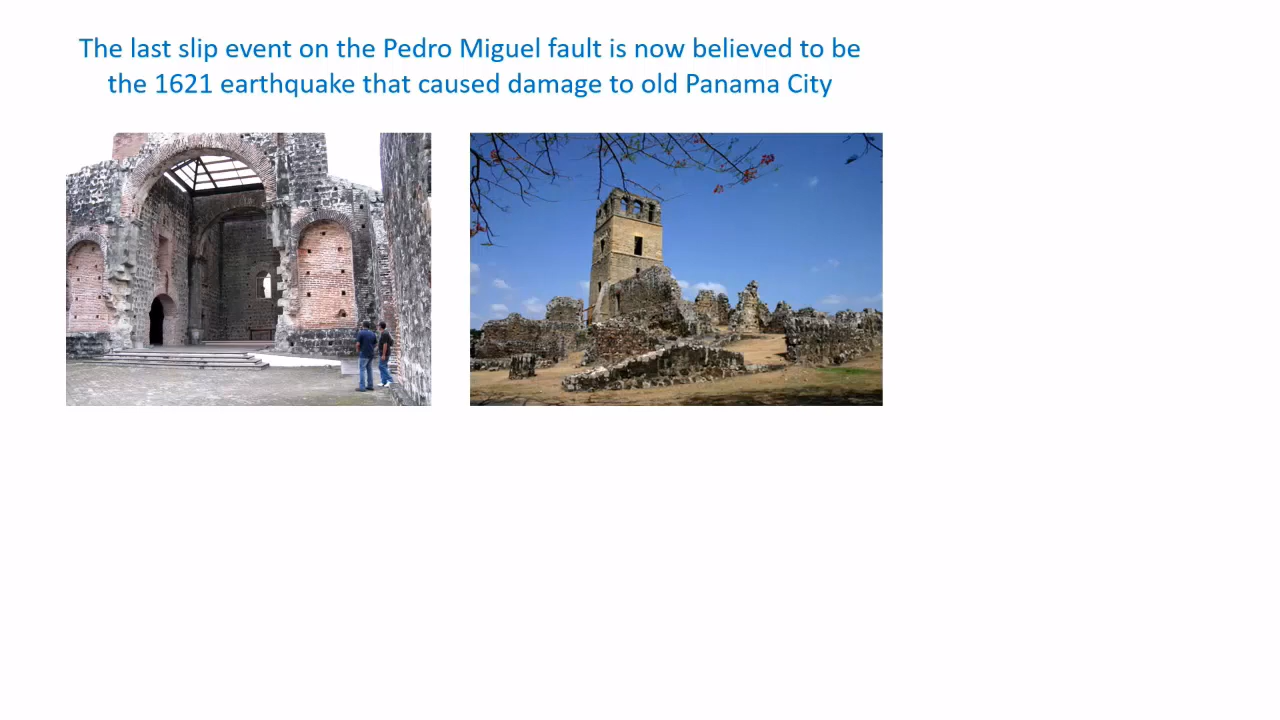 The last slip event on the Pedro Miguel fault is now believed to be
the 1621 earthquake that caused damage to old Panama City